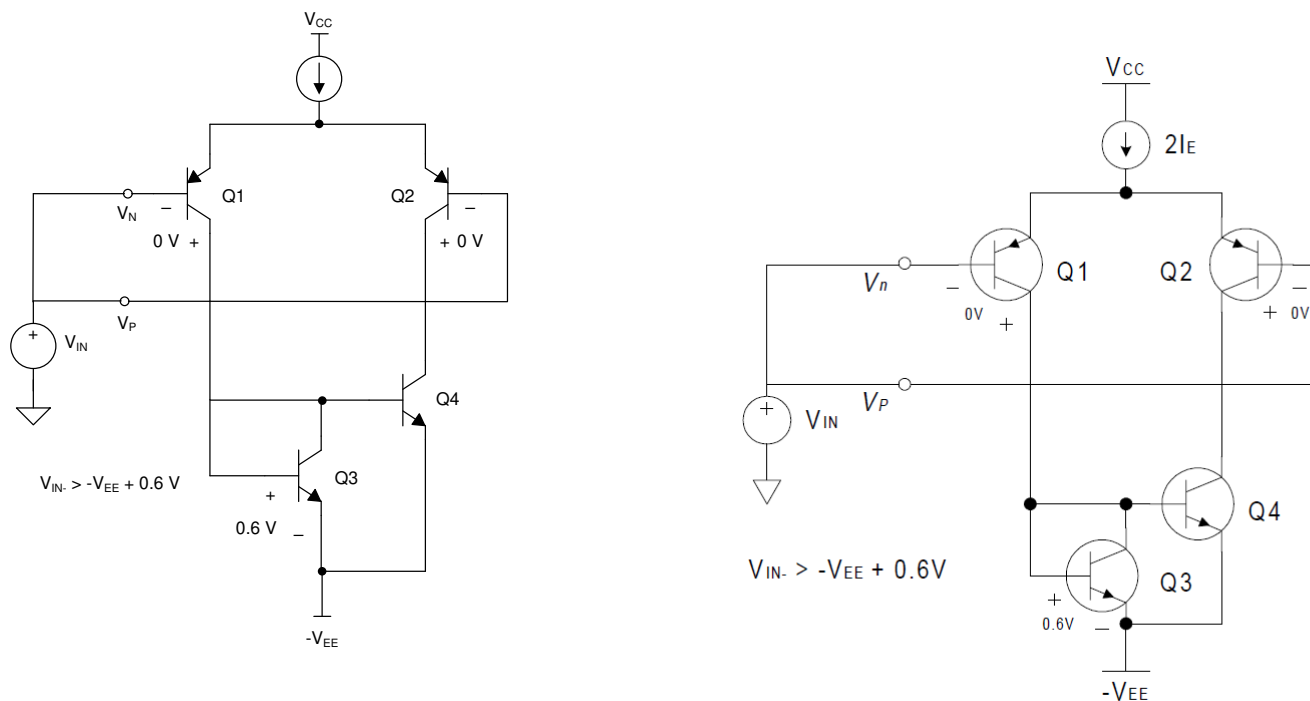 VCC
Q1
Q2
VN
−
−
0 V +
+ 0 V
VP
+
VIN
Q4
Q3
VIN- > -VEE + 0.6 V
+
0.6 V
−
-VEE
VCC
2IE
Q1
Q2
Vn
−
−
0V
+
+
0V
VP
+
VIN
Q4
VIN- > -VEE + 0.6V
Q3
+
0.6V
−
-VEE